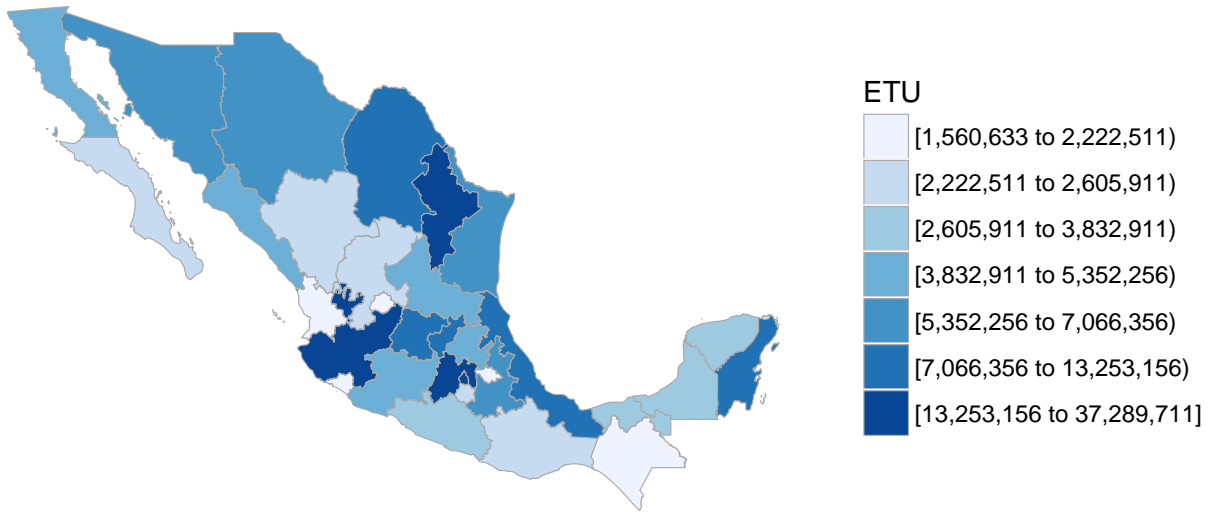 ETU
[1,560,633 to 2,222,511)
[2,222,511 to 2,605,911)
[2,605,911 to 3,832,911)
[3,832,911 to 5,352,256)
[5,352,256 to 7,066,356)
[7,066,356 to 13,253,156)
[13,253,156 to 37,289,711]